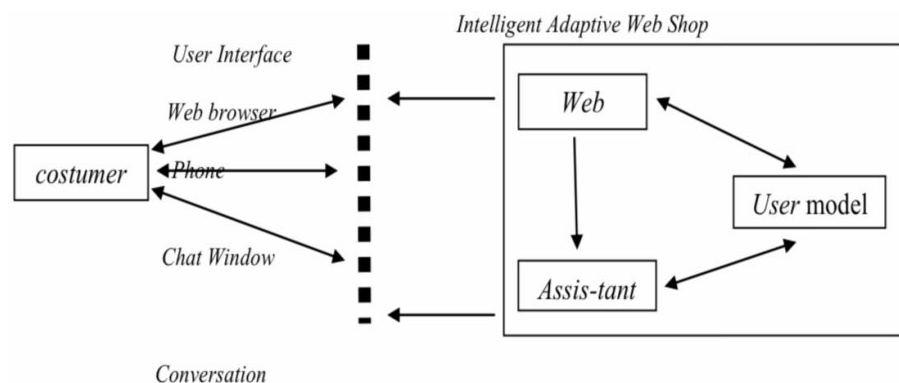 Intelligent Adaptive Web Shop
User Interface
Web browser
Web
costumer
Phone
User model
Chat Window
Assis-tant
Conversation